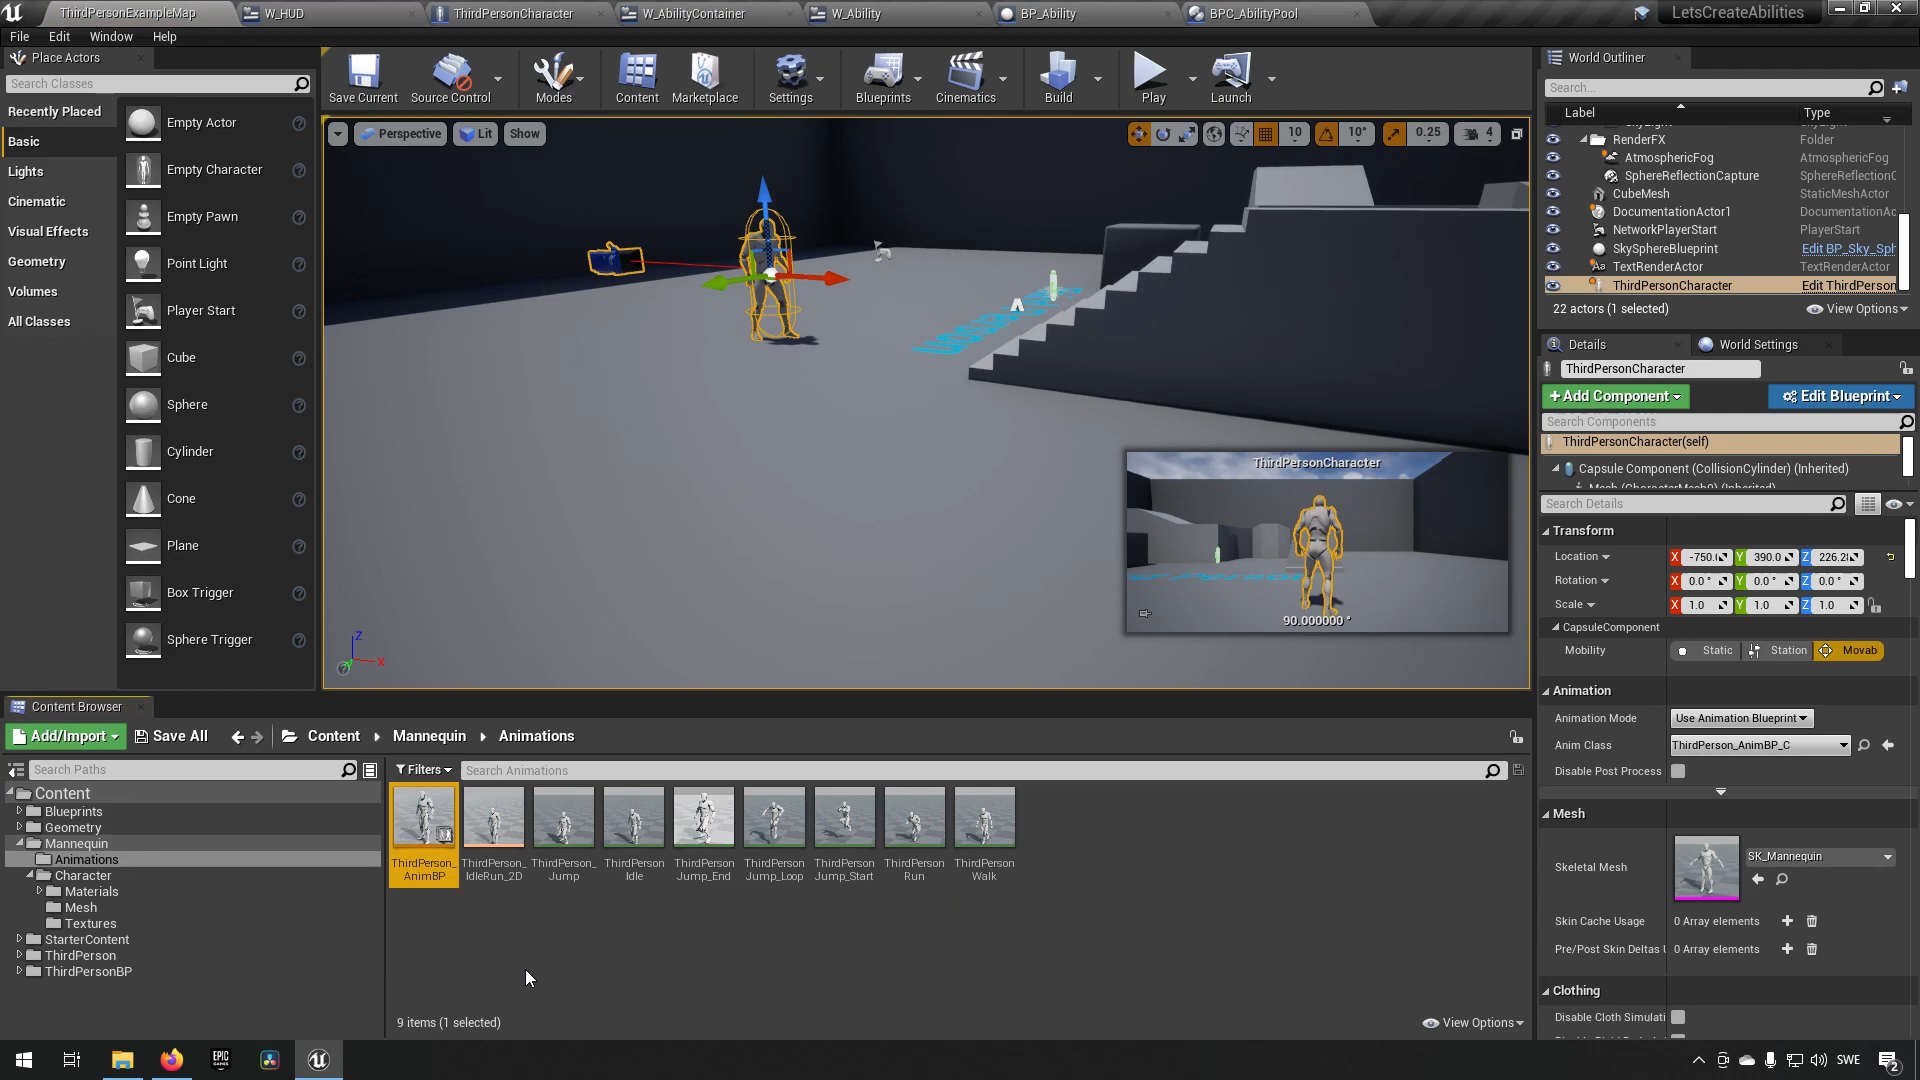 ThirdPersonExampleMap
W_HUD
ThirdPersonCharacter
W_AbilityContainer
W_Ability
BP_Ability
BPC_AbilityPool
LetsCreateAbilities
File Edit Window Help
Place Actors
Search Classes
Recently Placed
Basic
Lights
Cinematic
Visual Effects
Geometry
Volumes
All Classes
Empty Actor
Empty Character
Empty Pawn
Point Light
Player Start
Cube
Sphere
Cylinder
Cone
Plane
Box Trigger
Sphere Trigger
Save Current
Source Control
Modes
Content
Marketplace
Settings
Blueprints
Cinematics
Build
Play
Launch
Perspective
Lit
Show
10
10°
0.25
4
ThirdPersonCharacter
90.000000 °
Z
X
World Outliner
Search...
Label Type
RenderFX Folder
AtmosphericFog AtmosphericFog
SphereReflectionCapture SphereReflectionC
CubeMesh StaticMeshActor
DocumentationActor1 DocumentationAc
NetworkPlayerStart PlayerStart
SkySphereBlueprint Edit BP_Sky_Sph
TextRenderActor TextRenderActor
ThirdPersonCharacter Edit ThirdPerson
22 actors (1 selected)
View Options
Details
World Settings
ThirdPersonCharacter
+Add Component
Edit Blueprint
Search Components
ThirdPersonCharacter(self)
Capsule Component (CollisionCylinder) (Inherited)
Mesh (CharacterMesh0) (Inherited)
Search Details
Transform
Location X -750.( Y 390.0 Z 226.2
Rotation X 0.0 ° Y 0.0 ° Z 0.0 °
Scale X 1.0 Y 1.0 Z 1.0
CapsuleComponent
Mobility Static Station Movab
Animation
Animation Mode Use Animation Blueprint
Anim Class ThirdPerson_AnimBP_C
Disable Post Process
Mesh
Skeletal Mesh SK_Mannequin
Skin Cache Usage 0 Array elements
Pre/Post Skin Deltas U 0 Array elements
Clothing
Disable Cloth Simulati
Content Browser
Add/Import
Save All
Content
Mannequin
Animations
Search Paths
Filters
Search Animations
Content
Blueprints
Geometry
Mannequin
Animations
Character
Materials
Mesh
Textures
StarterContent
ThirdPerson
ThirdPersonBP
ThirdPerson_
AnimBP
ThirdPerson_
IdleRun_2D
ThirdPerson_
Jump
ThirdPerson
Idle
ThirdPerson
Jump_End
ThirdPerson
Jump_Loop
ThirdPerson
Jump_Start
ThirdPerson
Run
ThirdPerson
Walk
9 items (1 selected)
View Options
EPIC
GAMES
SWE
2